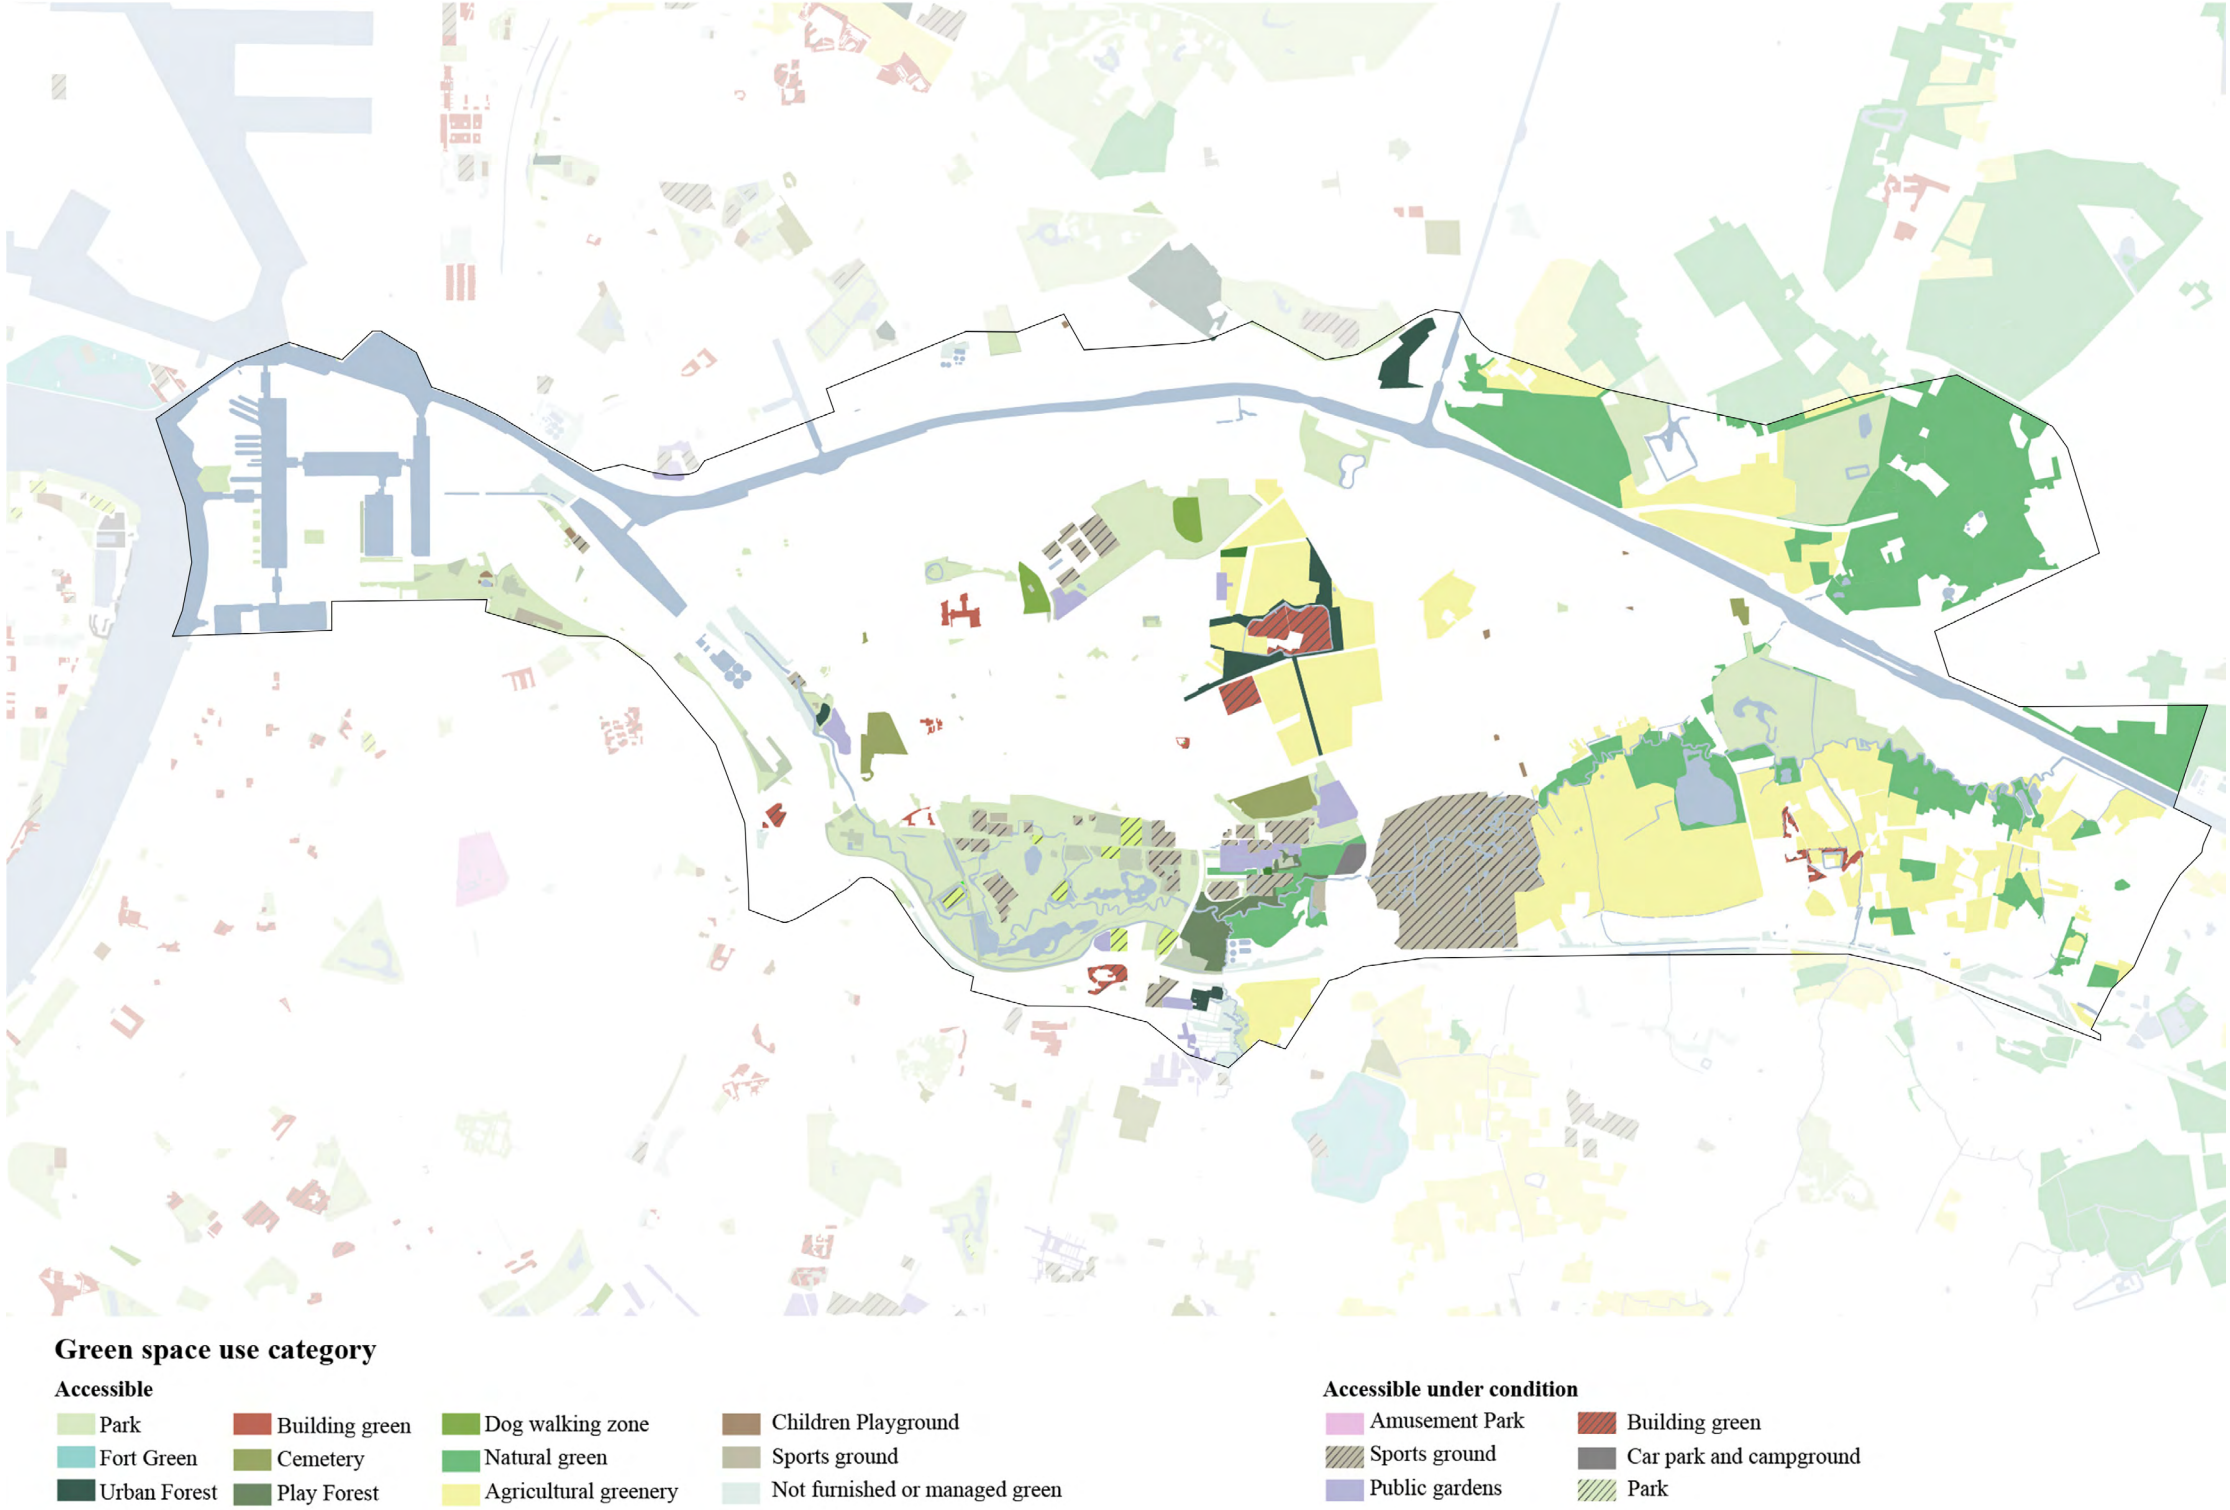 Green space use category
Accessible
Park
Fort Green
Urban Forest
Building green
Cemetery
Play Forest
Dog walking zone
Natural green
Agricultural greenery
Children Playground
Sports ground
Not furnished or managed green
Accessible under condition
Amusement Park
Sports ground
Public gardens
Building green
Car park and campground
Park